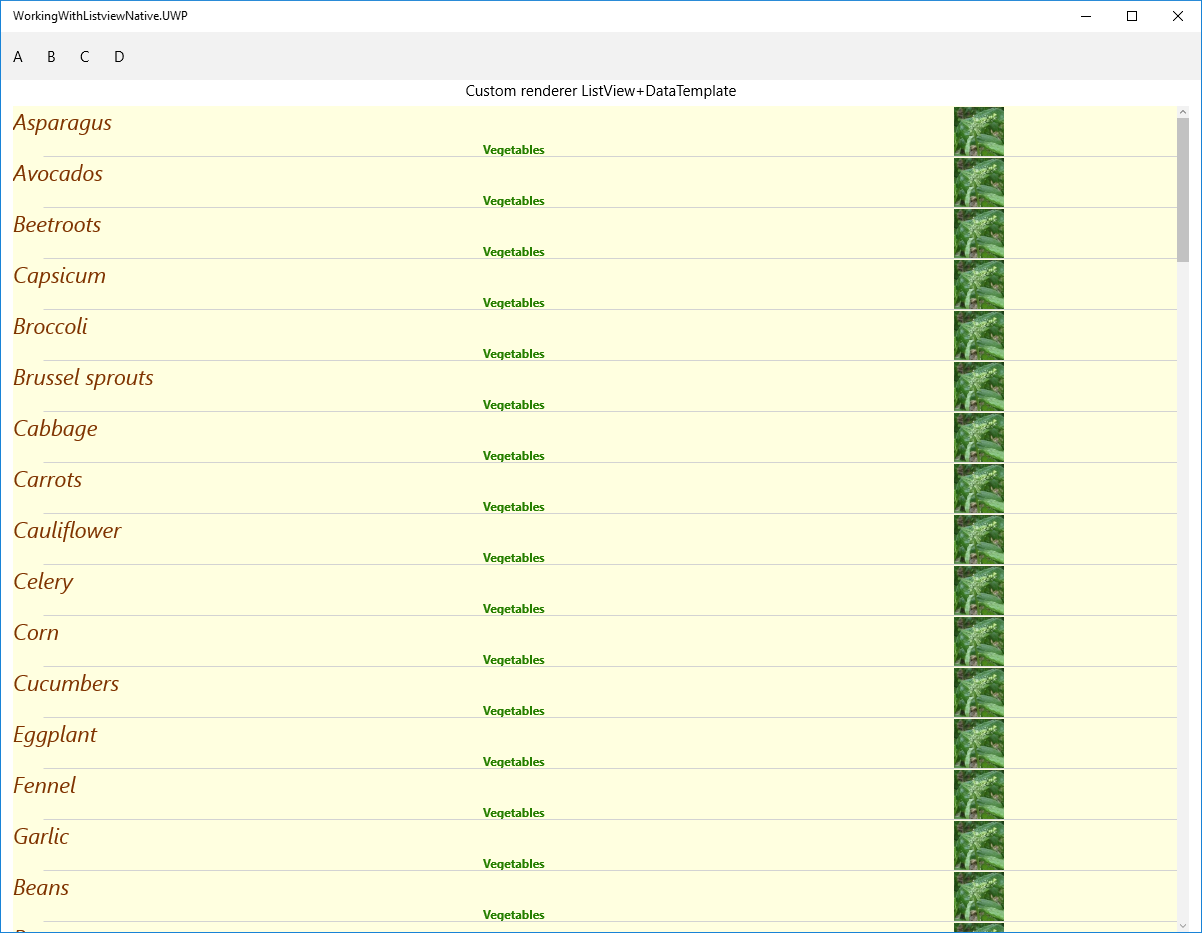 WorkingWithListviewNative.UWP
A B C D
Custom renderer ListView+DataTemplate
Asparagus
Vegetables
Avocados
Vegetables
Beetroots
Vegetables
Capsicum
Vegetables
Broccoli
Vegetables
Brussel sprouts
Vegetables
Cabbage
Vegetables
Carrots
Vegetables
Cauliflower
Vegetables
Celery
Vegetables
Corn
Vegetables
Cucumbers
Vegetables
Eggplant
Vegetables
Fennel
Vegetables
Garlic
Vegetables
Beans
Vegetables